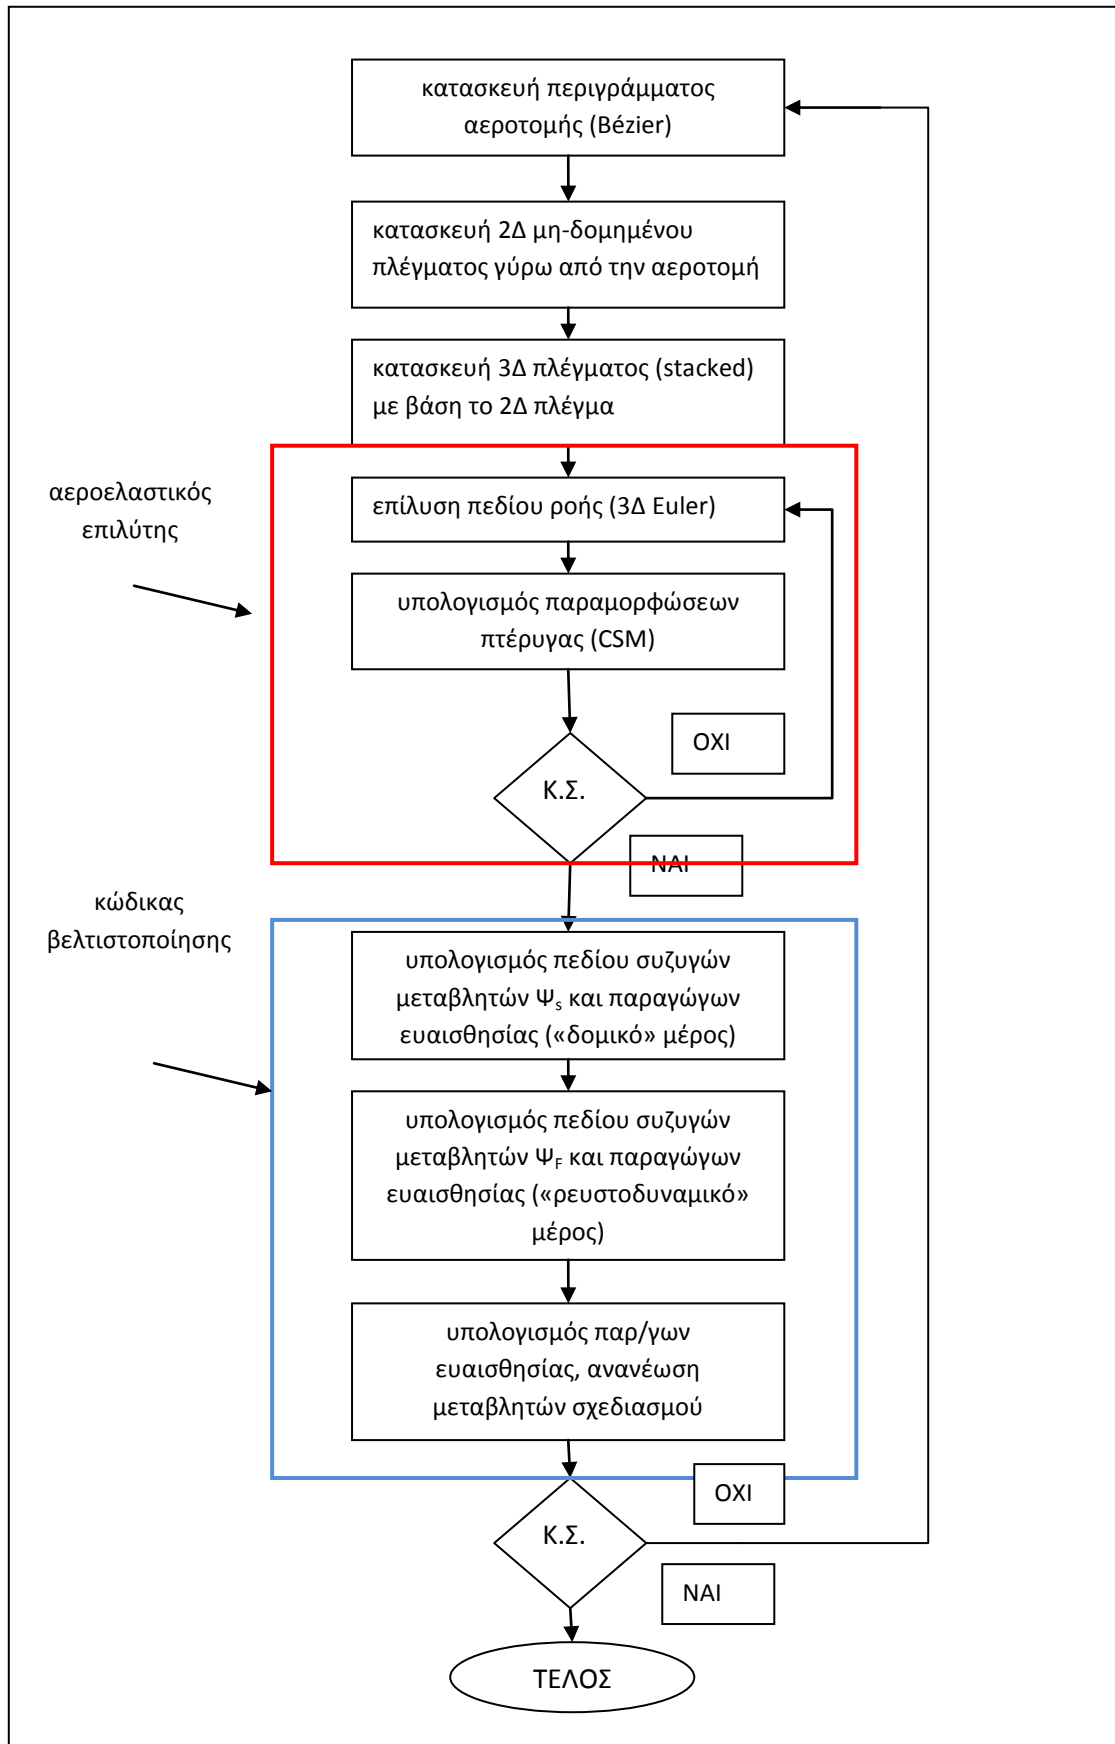 κατασκευή περιγράμματος
αεροτομής (Bézier)
κατασκευή 2Δ μη-δομημένου
πλέγματος γύρω από την αεροτομή
κατασκευή 3Δ πλέγματος (stacked)
με βάση το 2Δ πλέγμα
αεροελαστικός
επιλύτης
επίλυση πεδίου ροής (3Δ Euler)
υπολογισμός παραμορφώσεων
πτέρυγας (CSM)
ΟΧΙ
Κ.Σ.
ΝΑΙ
κώδικας
βελτιστοποίησης
υπολογισμός πεδίου συζυγών
μεταβλητών Ψs και παραγώγων
ευαισθησίας («δομικό» μέρος)
υπολογισμός πεδίου συζυγών
μεταβλητών ΨF και παραγώγων
ευαισθησίας («ρευστοδυναμικό»
μέρος)
υπολογισμός παρ/γων
ευαισθησίας, ανανέωση
μεταβλητών σχεδιασμού
ΟΧΙ
Κ.Σ.
ΝΑΙ
ΤΕΛΟΣ